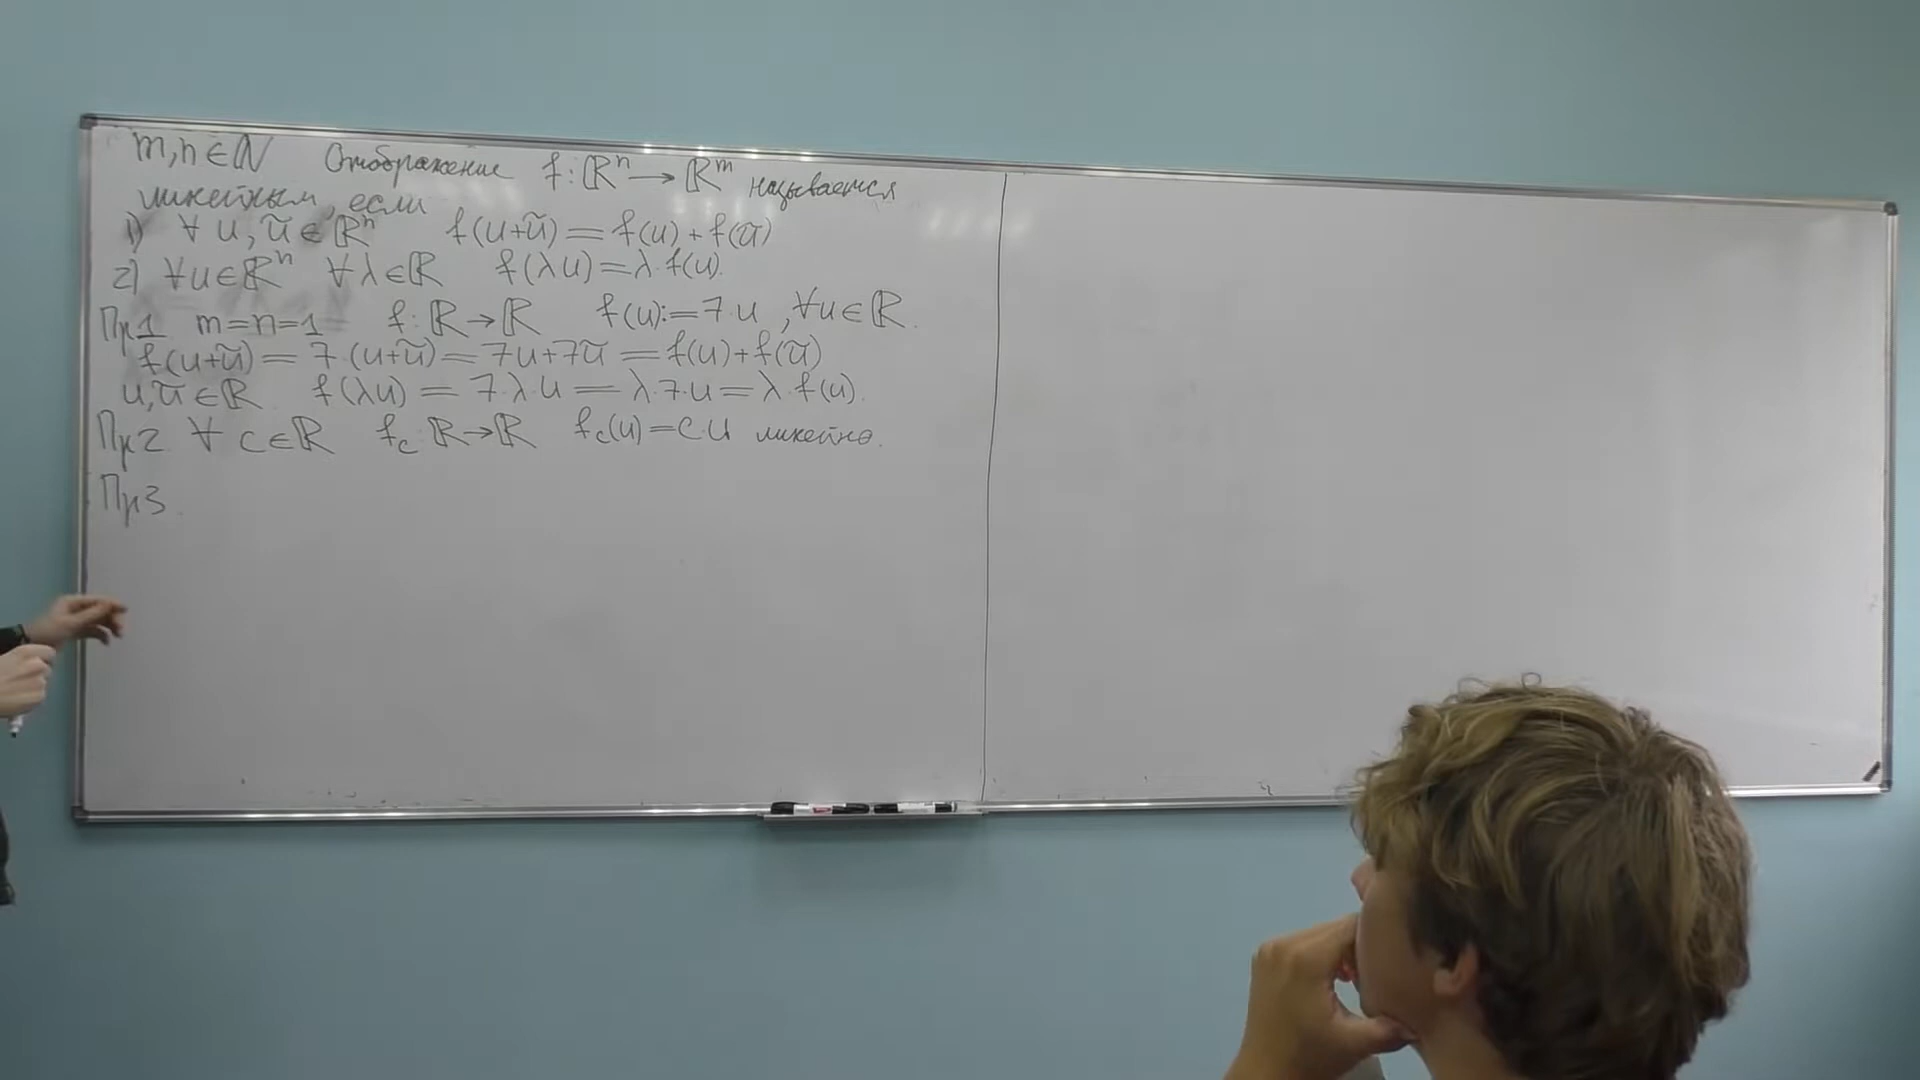 m,n∈ℕ Отображение f: ℝⁿ → ℝᵐ называется
линейным, если
1) ∀ u, ũ ∈ ℝⁿ f(u+ũ) = f(u) + f(ũ)
2) ∀u∈ℝⁿ ∀λ∈ℝ f(λu) = λ·f(u).
Пр1 m=n=1 f: ℝ→ℝ f(u):=7·u, ∀u∈ℝ.
f(u+ũ) = 7·(u+ũ) = 7u+7ũ = f(u)+f(ũ)
u,ũ∈ℝ f(λu) = 7·λ·u = λ·7·u = λ·f(u).
Пр2 ∀ c∈ℝ f_c: ℝ→ℝ f_c(u)=c·u линейно.
Пр3.